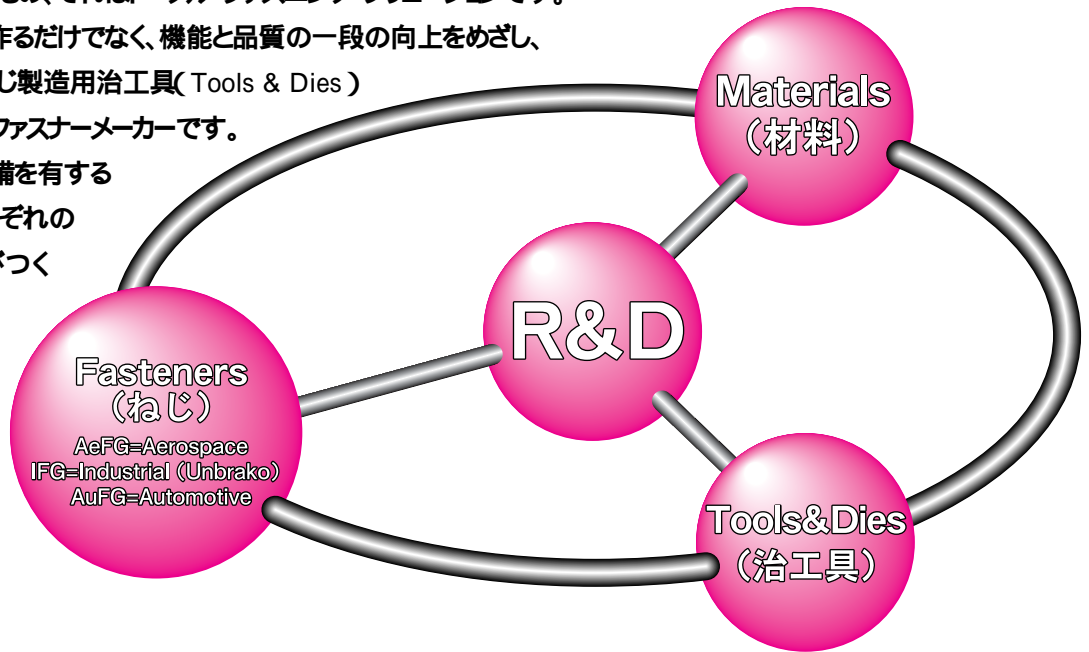 作るだけでなく、機能と品質の一段の向上をめざし、
じ製造用治工具(Tools & Dies)
ファスナーメーカーです。
備を有する
ぞれの
つく
Materials
(材料)
R&D
Fasteners
(ねじ)
AeFG=Aerospace
IFG=Industrial (Unbrako)
AuFG=Automotive
Tools&Dies
(治工具)